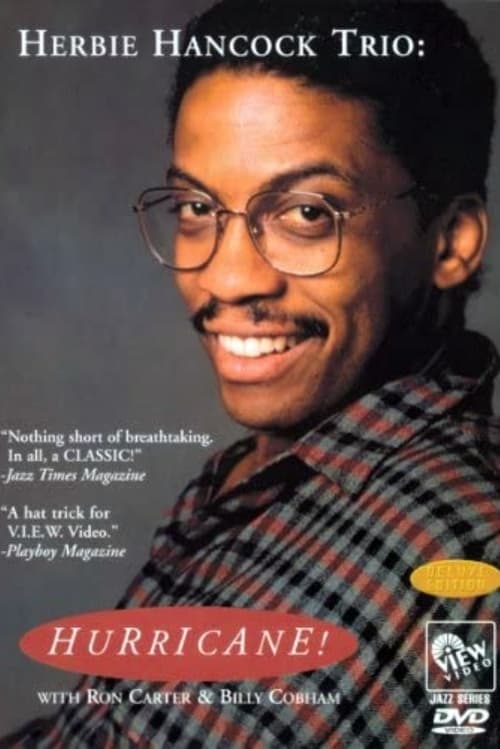 HERBIE HANCOCK TRIO:
"Nothing short of breathtaking.
In all, a CLASSIC!"
-Jazz Times Magazine
"A hat trick for
V.I.E.W. Video."
-Playboy Magazine
DELUXE
EDITION
HURRICANE!
WITH RON CARTER & BILLY COBHAM
VIEW
VIDEO
JAZZ SERIES
DVD
VIDEO